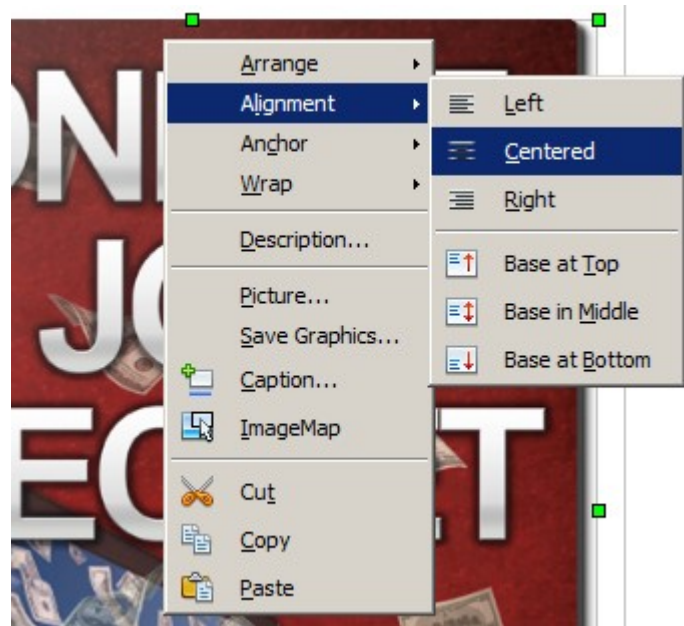 Arrange
Alignment
Anchor
Wrap
Description...
Picture...
Save Graphics...
Caption...
ImageMap
Cut
Copy
Paste
Left
Centered
Right
Base at Top
Base in Middle
Base at Bottom